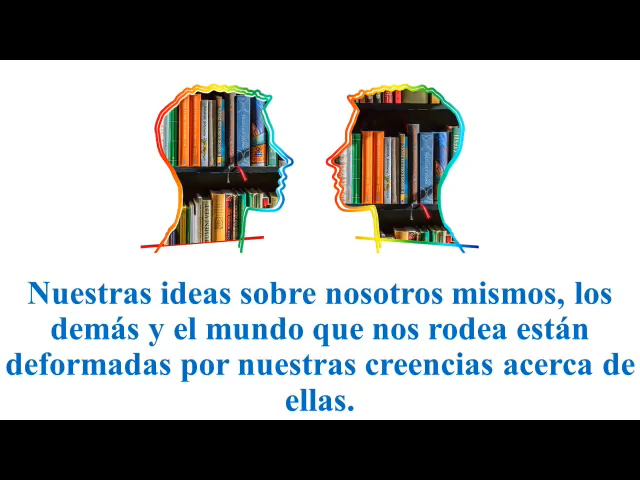 Nuestras ideas sobre nosotros mismos, los
demás y el mundo que nos rodea están
deformadas por nuestras creencias acerca de
ellas.